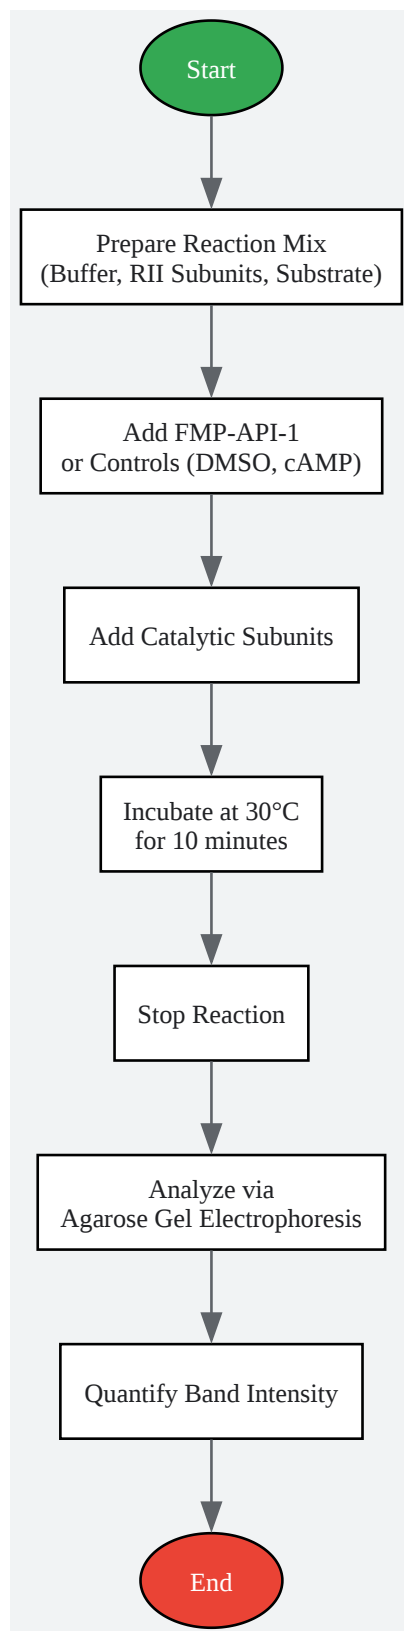 Start
Prepare Reaction Mix
(Buffer, RII Subunits, Substrate)
Add FMP-API-1
or Controls (DMSO, cAMP)
Add Catalytic Subunits
Incubate at 30°C
for 10 minutes
Stop Reaction
Analyze via
Agarose Gel Electrophoresis
Quantify Band Intensity
End